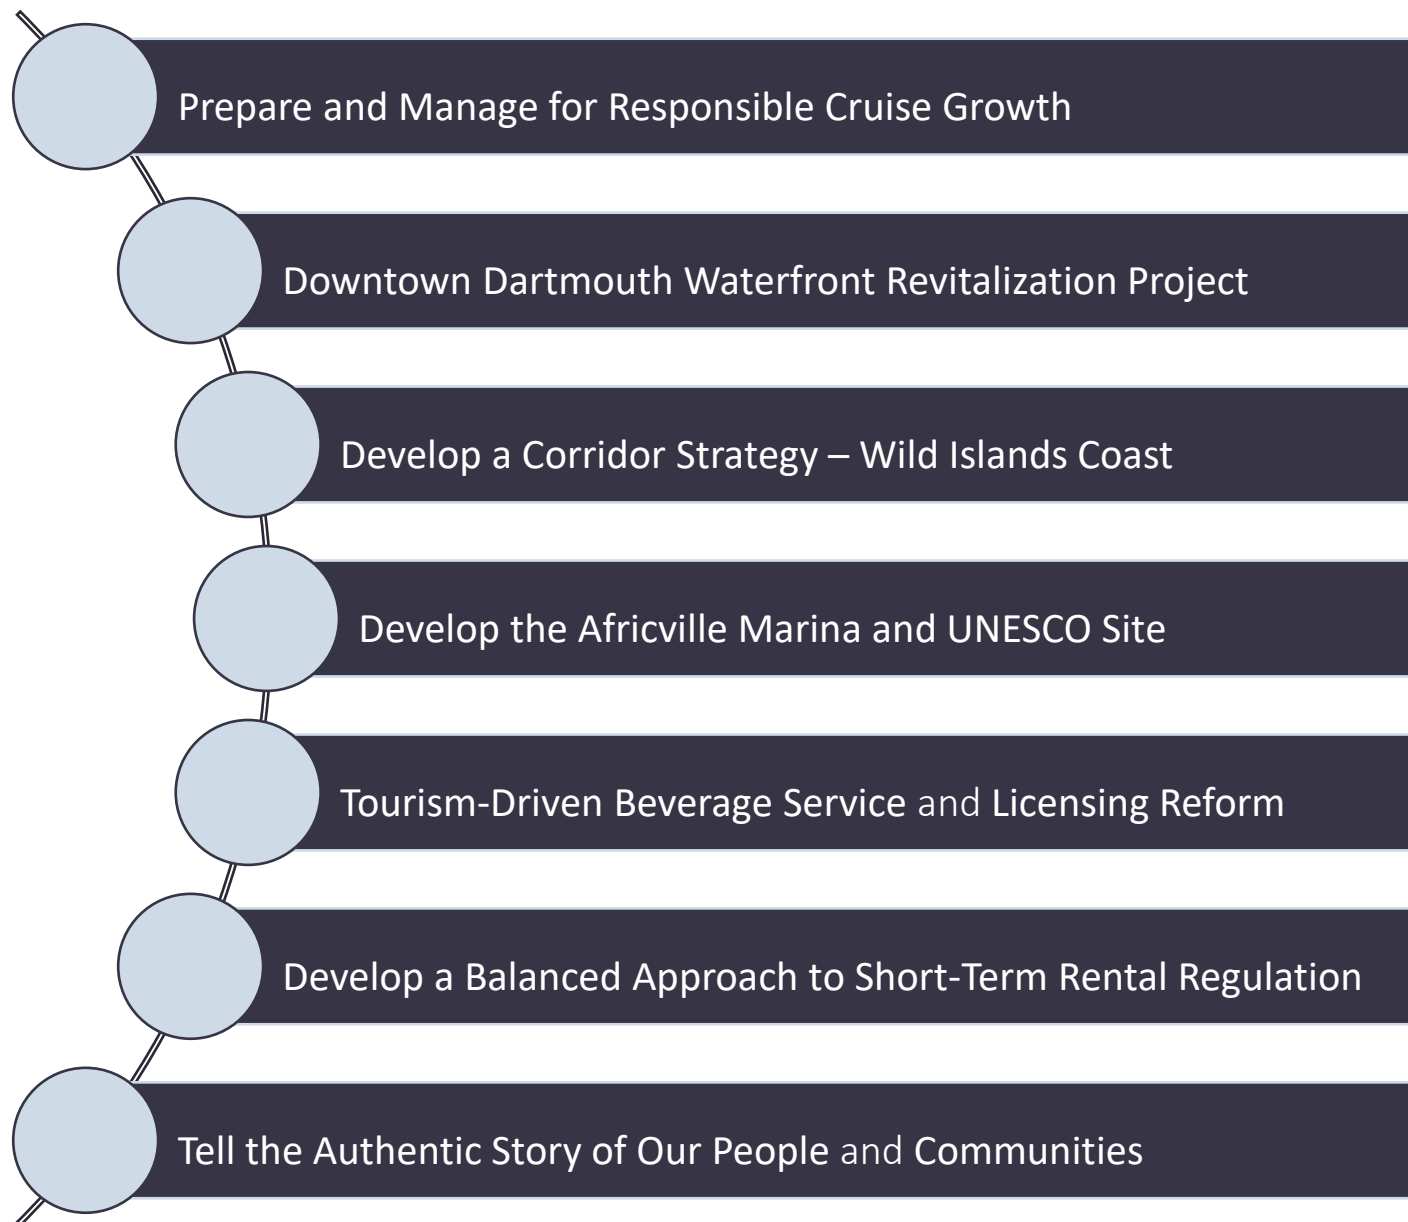 Prepare and Manage for Responsible Cruise Growth
Downtown Dartmouth Waterfront Revitalization Project
Develop a Corridor Strategy – Wild Islands Coast
Develop the Africville Marina and UNESCO Site
Tourism-Driven Beverage Service and Licensing Reform
Develop a Balanced Approach to Short-Term Rental Regulation
Tell the Authentic Story of Our People and Communities